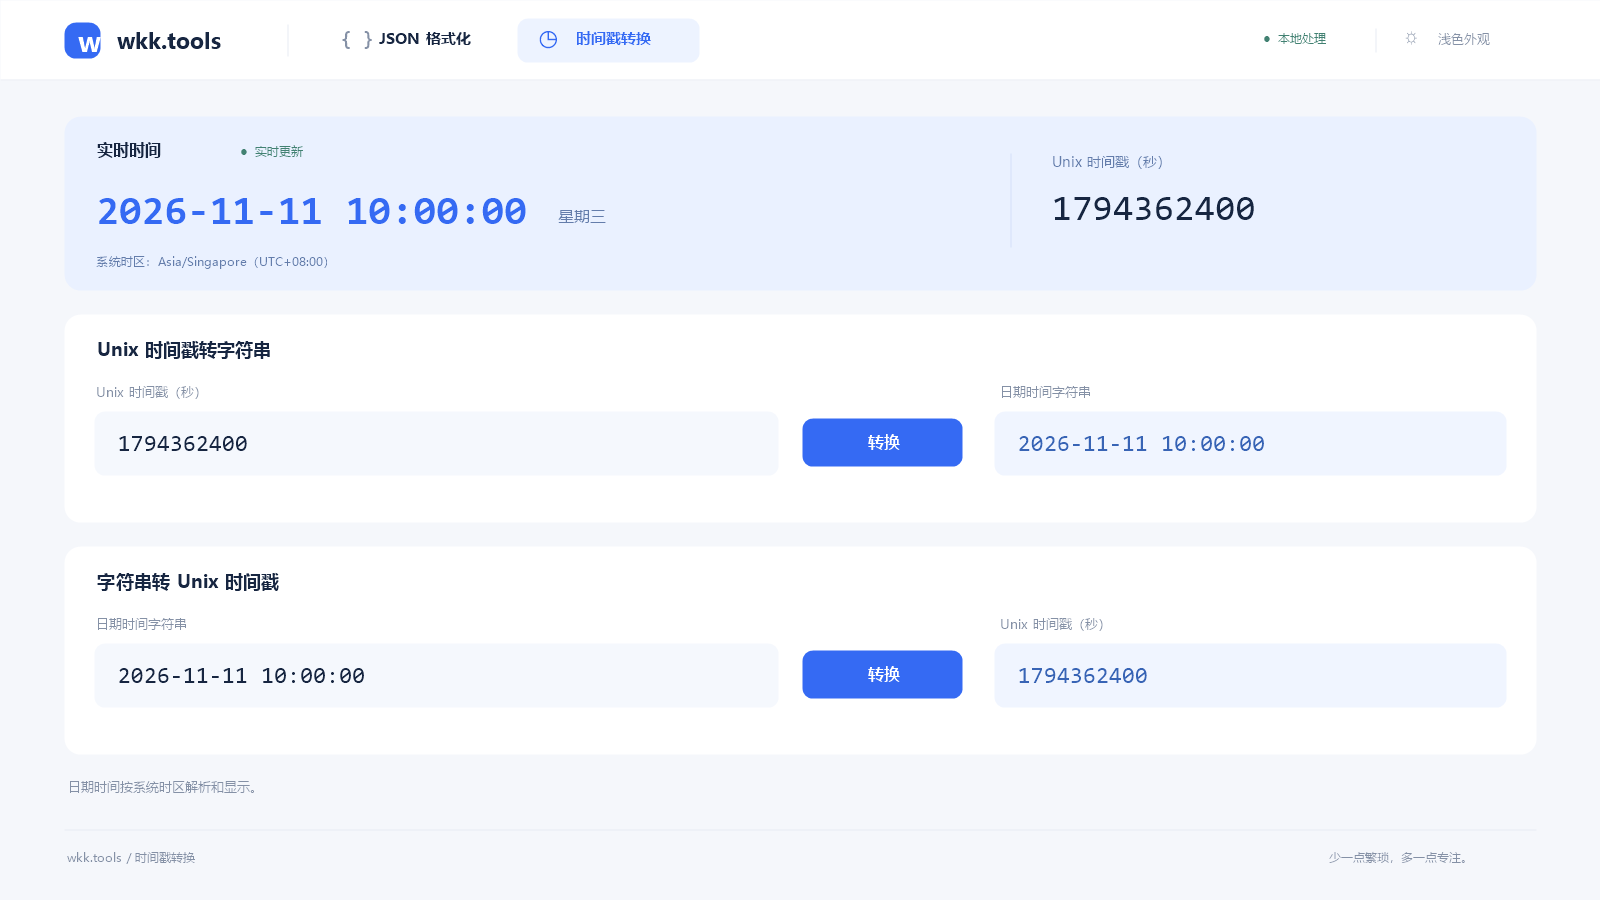 w wkk.tools
{ } JSON 格式化
时间戳转换
本地处理
浅色外观
实时时间
实时更新
2026-11-11 10:00:00 星期三
系统时区：Asia/Singapore（UTC+08:00）
Unix 时间戳（秒）
1794362400
Unix 时间戳转字符串
Unix 时间戳（秒）
1794362400
转换
日期时间字符串
2026-11-11 10:00:00
字符串转 Unix 时间戳
日期时间字符串
2026-11-11 10:00:00
转换
Unix 时间戳（秒）
1794362400
日期时间按系统时区解析和显示。
wkk.tools / 时间戳转换
少一点繁琐，多一点专注。